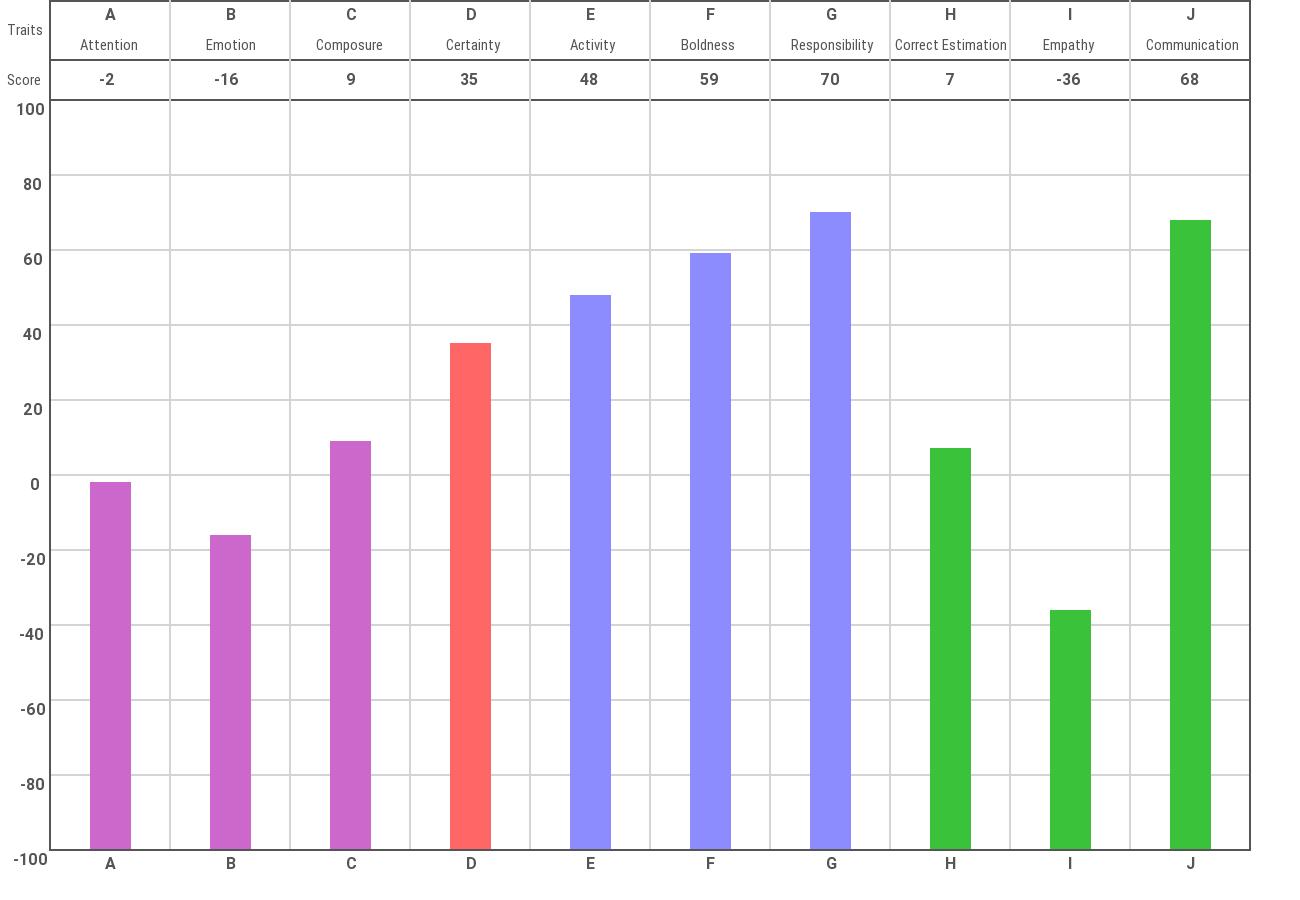 A B C D E F G H I J
Traits
Attention Emotion Composure Certainty Activity Boldness Responsibility Correct Estimation Empathy Communication
Score -2 -16 9 35 48 59 70 7 -36 68
100
80
60
40
20
0
-20
-40
-60
-80
-100
A B C D E F G H I J